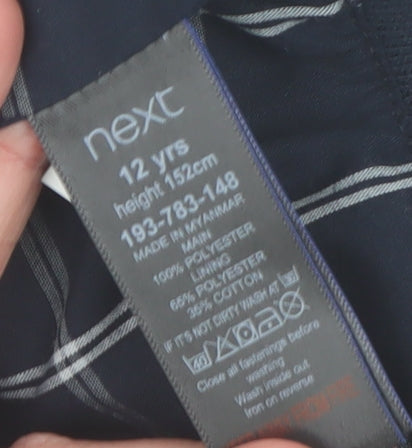 next
12 yrs
height 152cm
193-783-148
MADE IN MYANMAR
MAIN
100% POLYESTER
LINING
65% POLYESTER
35% COTTON
IF IT'S NOT DIRTY WASH AT
40
Close all fastenings before
washing
Wash inside out
Iron on reverse